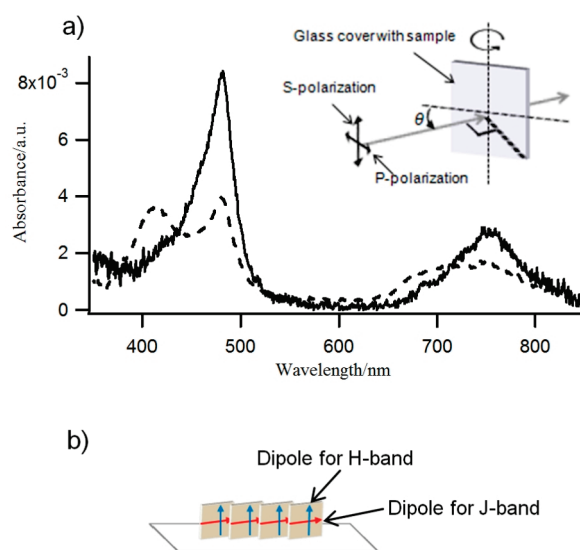 a)
Glass cover with sample
S-polarization
θ
P-polarization
8x10⁻³
6
4
2
0
Absorbance/a.u.
400 500 600 700 800
Wavelength/nm
b)
Dipole for H-band
Dipole for J-band